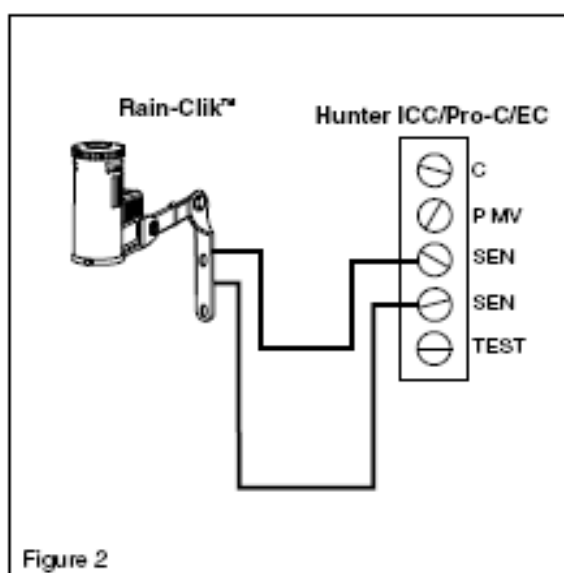 Rain-Clik™
Hunter ICC/Pro-C/EC
C
P MV
SEN
SEN
TEST
Figure 2